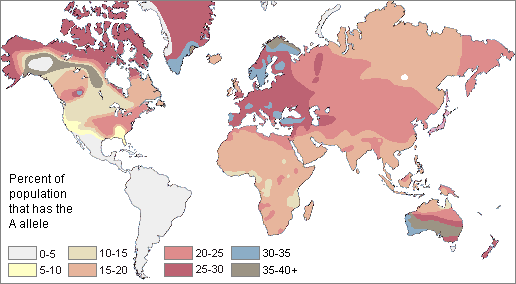 Percent of
population
that has the
A allele
0-5 10-15 20-25 30-35
5-10 15-20 25-30 35-40+